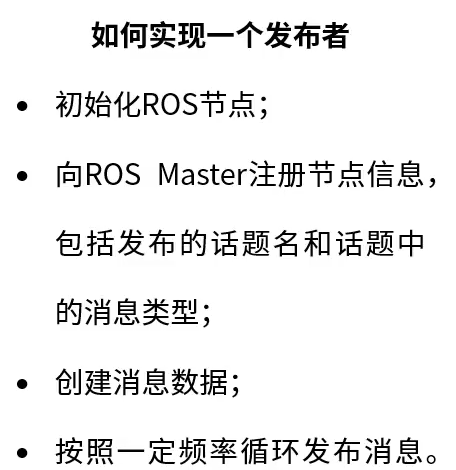 如何实现一个发布者
• 初始化ROS节点；
• 向ROS Master注册节点信息，
包括发布的话题名和话题中
的消息类型；
• 创建消息数据；
• 按照一定频率循环发布消息。